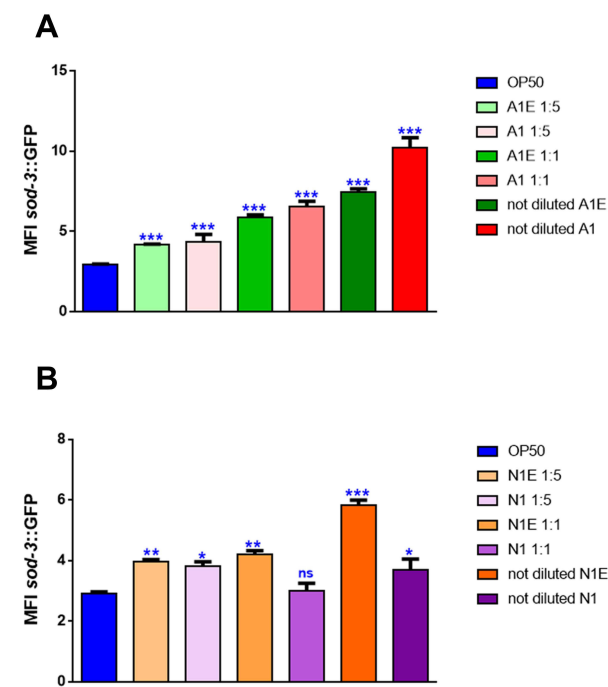 A
MFI sod-3::GFP
15
10
5
0
***
***
***
***
***
***
OP50
A1E 1:5
A1 1:5
A1E 1:1
A1 1:1
not diluted A1E
not diluted A1
B
MFI sod-3::GFP
8
6
4
2
0
**
*
**
ns
***
*
OP50
N1E 1:5
N1 1:5
N1E 1:1
N1 1:1
not diluted N1E
not diluted N1